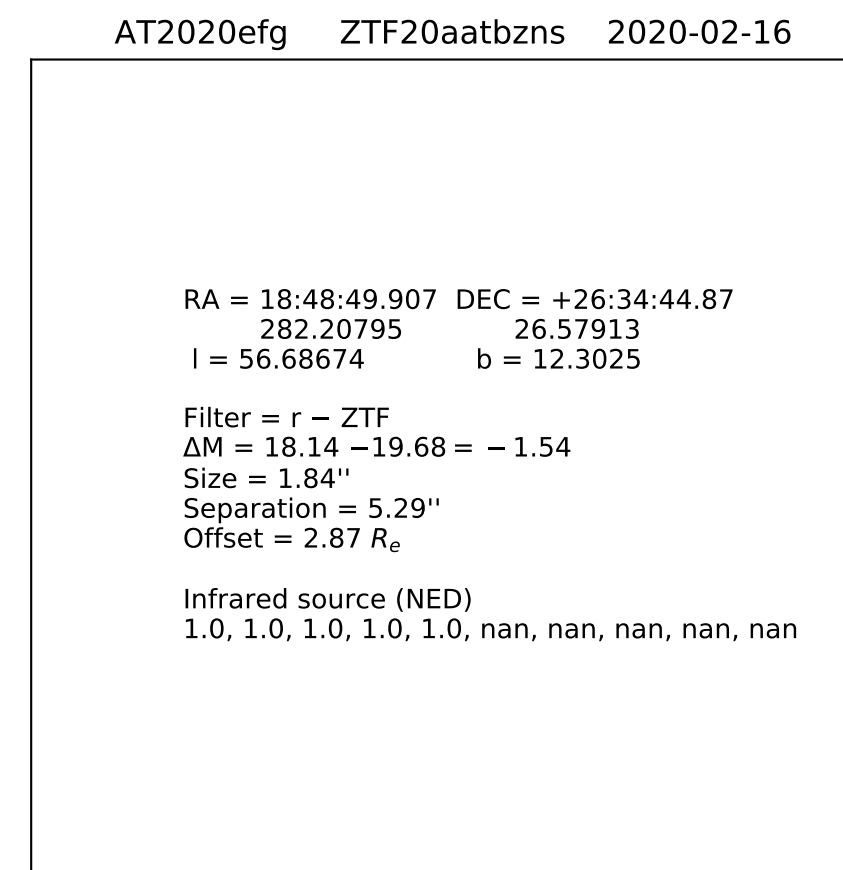 AT2020efg ZTF20aatbzns 2020-02-16
RA = 18:48:49.907 DEC = +26:34:44.87
282.20795 26.57913
l = 56.68674 b = 12.3025
Filter = r − ZTF
ΔM = 18.14 −19.68 = − 1.54
Size = 1.84''
Separation = 5.29''
Offset = 2.87 Re
Infrared source (NED)
1.0, 1.0, 1.0, 1.0, 1.0, nan, nan, nan, nan, nan